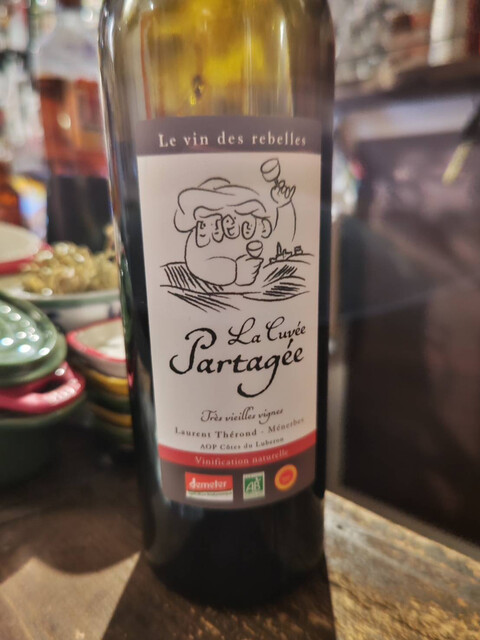 Le vin des rebelles
La Cuvée
Partagée
Très vieilles vignes
Laurent Thérond - Ménerbes
AOP Côtes du Luberon
Vinification naturelle
demeter
AB